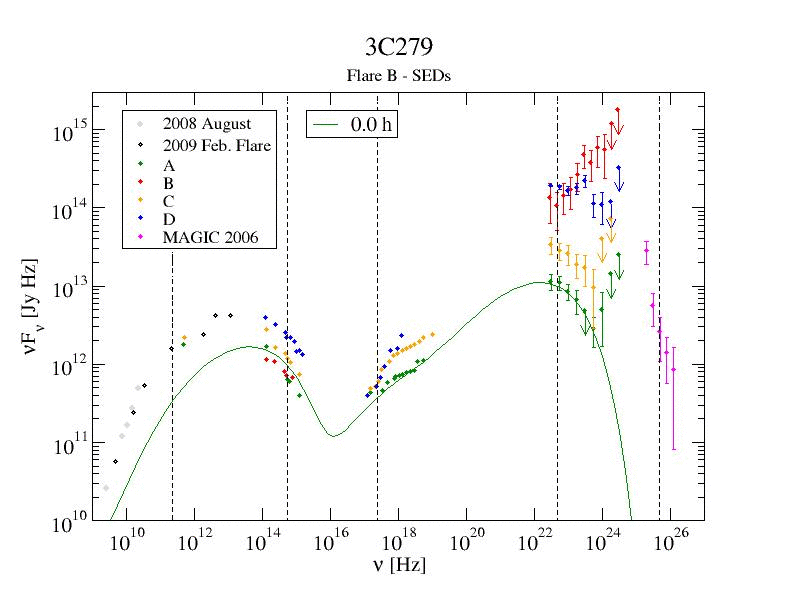 3C279
Flare B - SEDs
2008 August
2009 Feb. Flare
A
B
C
D
MAGIC 2006
0.0 h
νFν [Jy Hz]
10^15
10^14
10^13
10^12
10^11
10^10
10^10 10^12 10^14 10^16 10^18 10^20 10^22 10^24 10^26
ν [Hz]